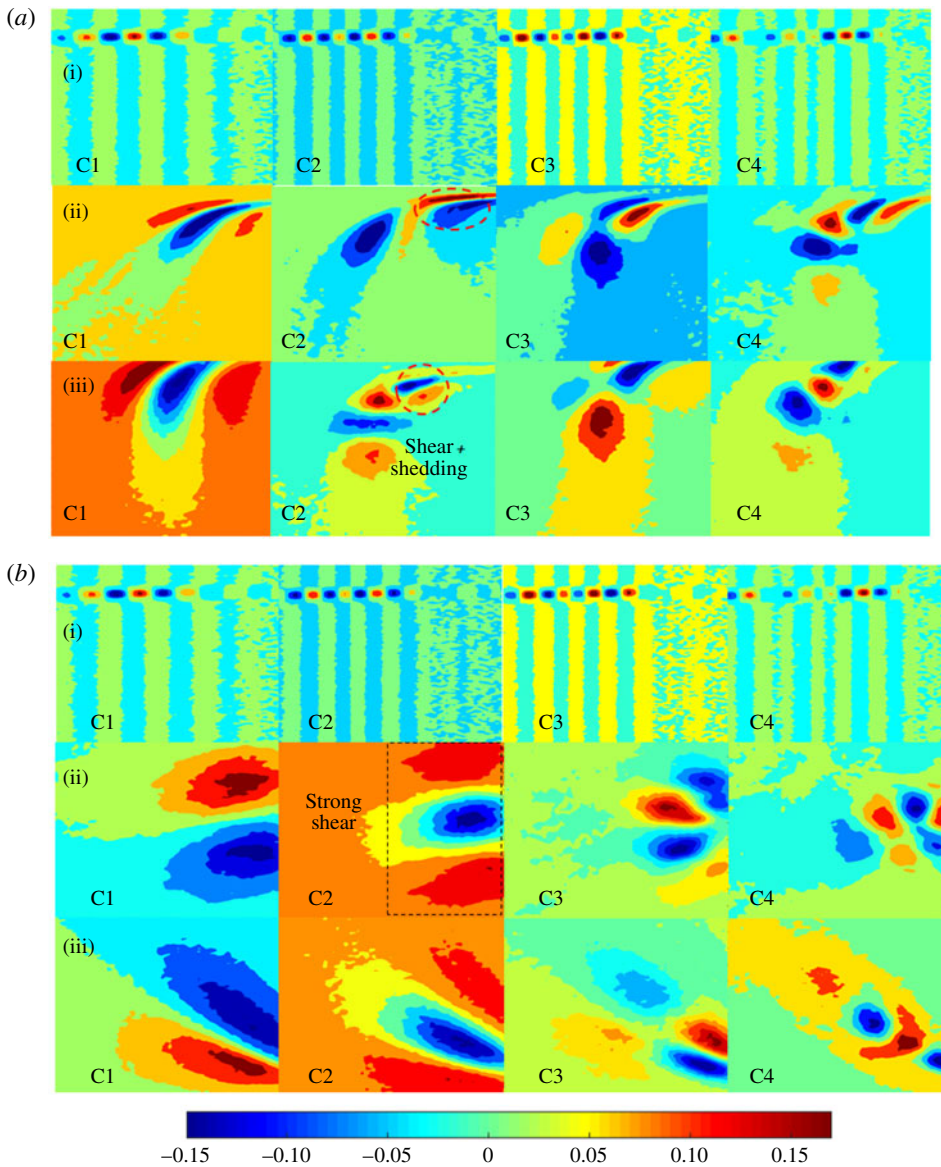 (a)
(i)
C1 C2 C3 C4
(ii)
C1 C2 C3 C4
(iii)
Shear +
shedding
C1 C2 C3 C4
(b)
(i)
C1 C2 C3 C4
(ii)
Strong
shear
C1 C2 C3 C4
(iii)
C1 C2 C3 C4
−0.15 −0.10 −0.05 0 0.05 0.10 0.15